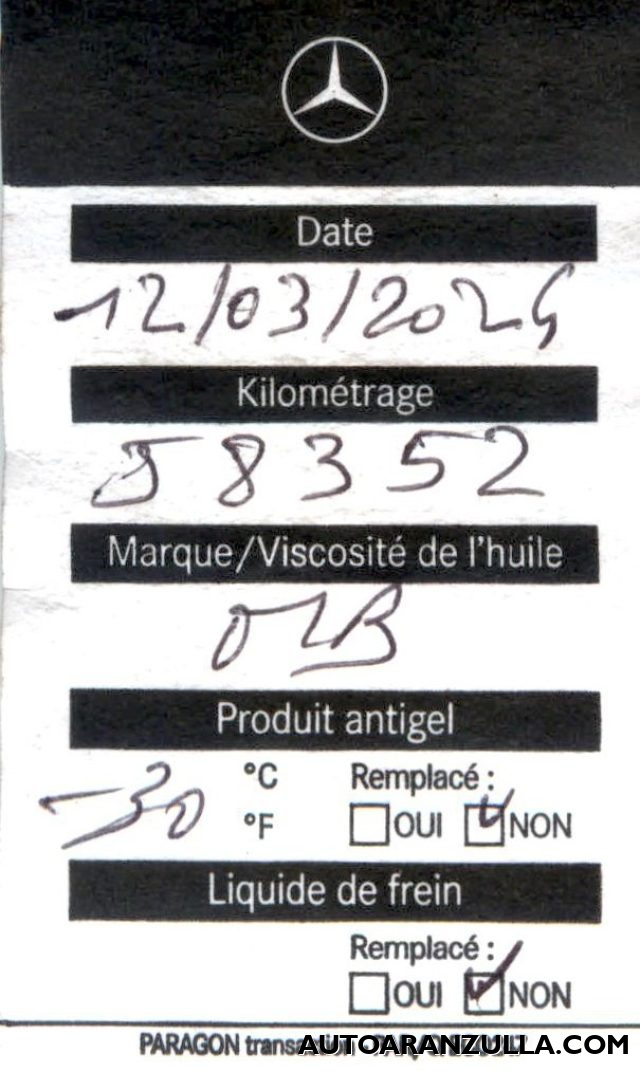 Date
12/03/2024
Kilométrage
58352
Marque/Viscosité de l'huile
Produit antigel
-30 °C Remplacé :
°F OUI NON
Liquide de frein
Remplacé :
OUI NON
PARAGON
AUTOARANZULLA.COM